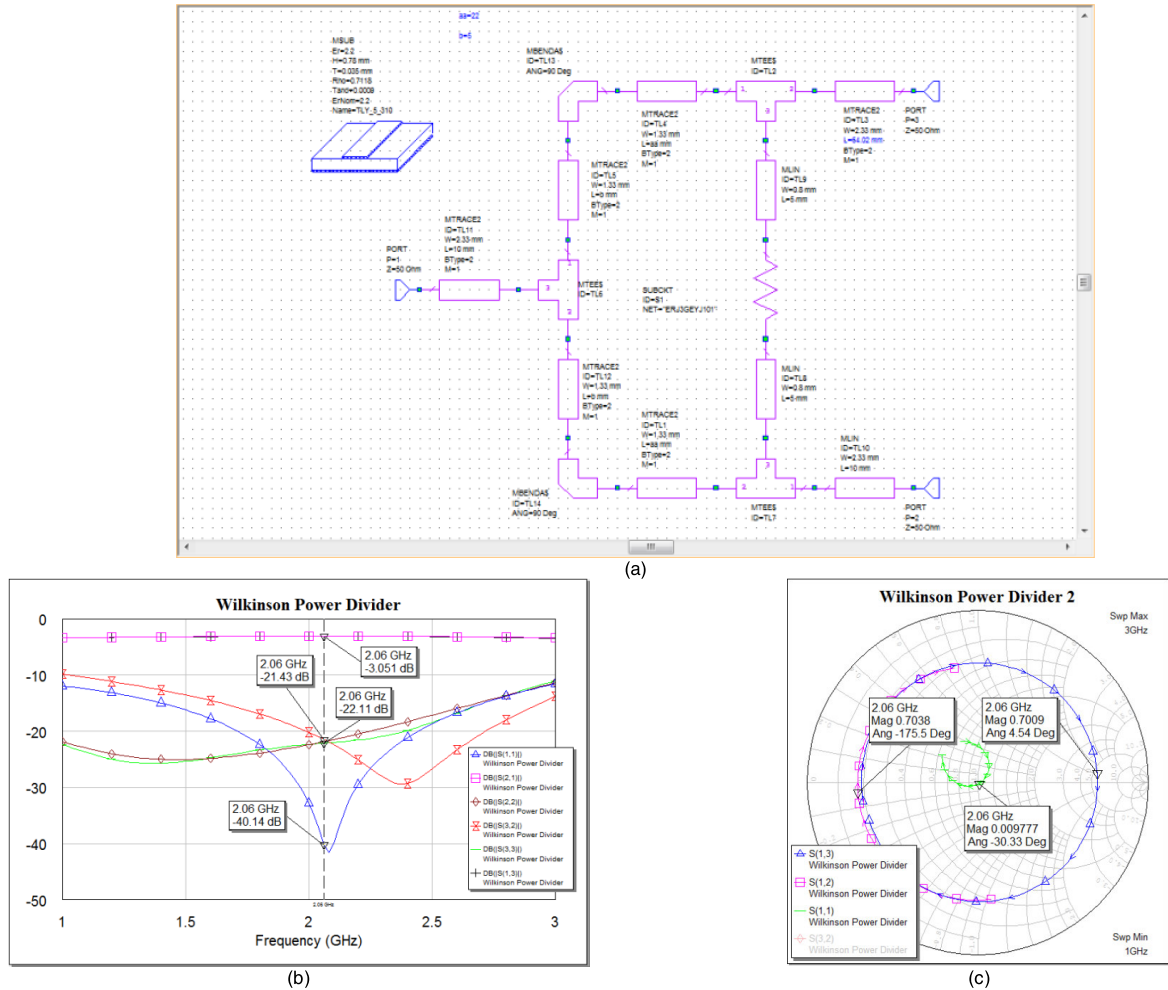 aa=22
b=5
MSUB
Er=2.2
H=0.78 mm
T=0.035 mm
Rho=0.7118
Tand=0.0009
ErNom=2.2
Name=TLY_5_310
MBENDA$
ID=TL13
ANG=90 Deg
MTRACE2
ID=TL4
W=1.33 mm
L=aa mm
BType=2
M=1
MTEE$
ID=TL2
1
2
3
MTRACE2
ID=TL3
W=2.33 mm
L=54.02 mm
BType=2
M=1
PORT
P=3
Z=50 Ohm
MTRACE2
ID=TL5
W=1.33 mm
L=b mm
BType=2
M=1
MLIN
ID=TL9
W=0.8 mm
L=5 mm
MTRACE2
ID=TL11
W=2.33 mm
L=10 mm
BType=2
M=1
PORT
P=1
Z=50 Ohm
1
3
2
MTEE$
ID=TL6
SUBCKT
ID=S1
NET="ERJ3GEYJ101"
MTRACE2
ID=TL12
W=1.33 mm
L=b mm
BType=2
M=1
MLIN
ID=TL8
W=0.8 mm
L=5 mm
MTRACE2
ID=TL1
W=1.33 mm
L=aa mm
BType=2
M=1
MLIN
ID=TL10
W=2.33 mm
L=10 mm
3
2
1
MBENDA$
ID=TL14
ANG=90 Deg
MTEE$
ID=TL7
PORT
P=2
Z=50 Ohm
(a)
Wilkinson Power Divider
0
-10
-20
-30
-40
-50
2.06 GHz
-21.43 dB
2.06 GHz
-3.051 dB
2.06 GHz
-22.11 dB
2.06 GHz
-40.14 dB
DB(|S(1,1)|)
Wilkinson Power Divider
DB(|S(2,1)|)
Wilkinson Power Divider
DB(|S(2,2)|)
Wilkinson Power Divider
DB(|S(3,2)|)
Wilkinson Power Divider
DB(|S(3,3)|)
Wilkinson Power Divider
DB(|S(1,3)|)
Wilkinson Power Divider
2.06 GHz
1
1.5
2
2.5
3
Frequency (GHz)
(b)
Wilkinson Power Divider 2
Swp Max
3GHz
2.06 GHz
Mag 0.7038
Ang -175.5 Deg
2.06 GHz
Mag 0.7009
Ang 4.54 Deg
2.06 GHz
Mag 0.009777
Ang -30.33 Deg
S(1,3)
Wilkinson Power Divider
S(1,2)
Wilkinson Power Divider
S(1,1)
Wilkinson Power Divider
S(3,2)
Wilkinson Power Divider
Swp Min
1GHz
(c)